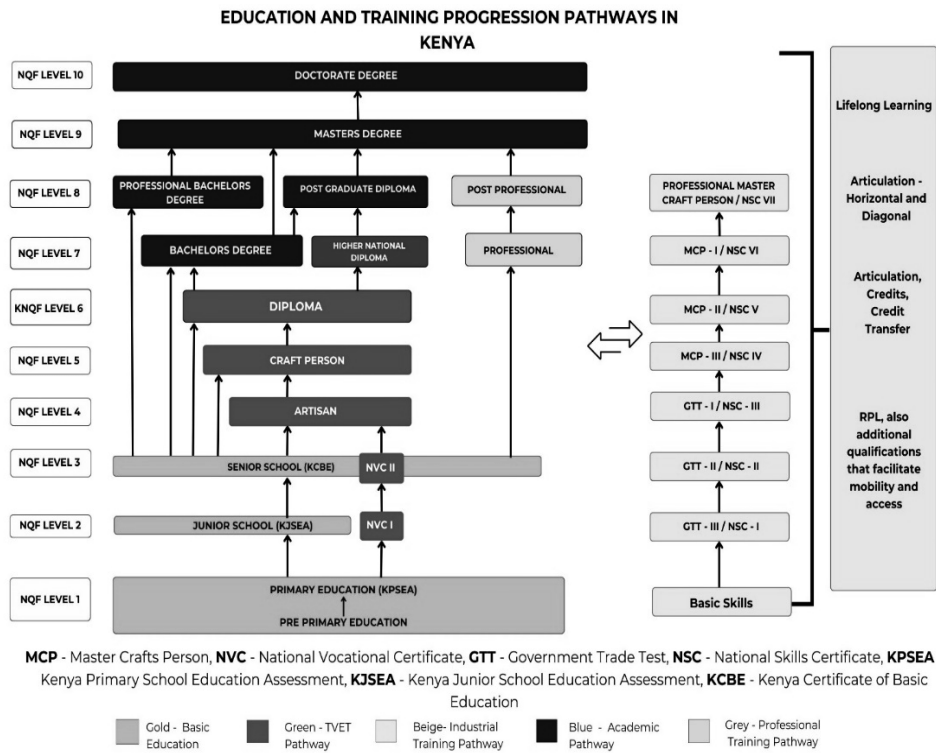 EDUCATION AND TRAINING PROGRESSION PATHWAYS IN
KENYA
NQF LEVEL 10
DOCTORATE DEGREE
NQF LEVEL 9
MASTERS DEGREE
NQF LEVEL 8
PROFESSIONAL BACHELORS
DEGREE
POST GRADUATE DIPLOMA
POST PROFESSIONAL
NQF LEVEL 7
BACHELORS DEGREE
HIGHER NATIONAL
DIPLOMA
PROFESSIONAL
KNQF LEVEL 6
DIPLOMA
NQF LEVEL 5
CRAFT PERSON
NQF LEVEL 4
ARTISAN
NQF LEVEL 3
SENIOR SCHOOL (KCBE)
NVC II
NQF LEVEL 2
JUNIOR SCHOOL (KJSEA)
NVC I
NQF LEVEL 1
PRIMARY EDUCATION (KPSEA)
PRE PRIMARY EDUCATION
PROFESSIONAL MASTER
CRAFT PERSON / NSC VII
MCP - I / NSC VI
MCP - II / NSC V
MCP - III / NSC IV
GTT - I / NSC - III
GTT - II / NSC - II
GTT - III / NSC - I
Basic Skills
Lifelong Learning
Articulation -
Horizontal and
Diagonal
Articulation,
Credits,
Credit
Transfer
RPL, also
additional
qualifications
that facilitate
mobility and
access
MCP - Master Crafts Person, NVC - National Vocational Certificate, GTT - Government Trade Test, NSC - National Skills Certificate, KPSEA
Kenya Primary School Education Assessment, KJSEA - Kenya Junior School Education Assessment, KCBE - Kenya Certificate of Basic
Education
Gold - Basic
Education
Green - TVET
Pathway
Beige- Industrial
Training Pathway
Blue - Academic
Pathway
Grey - Professional
Training Pathway